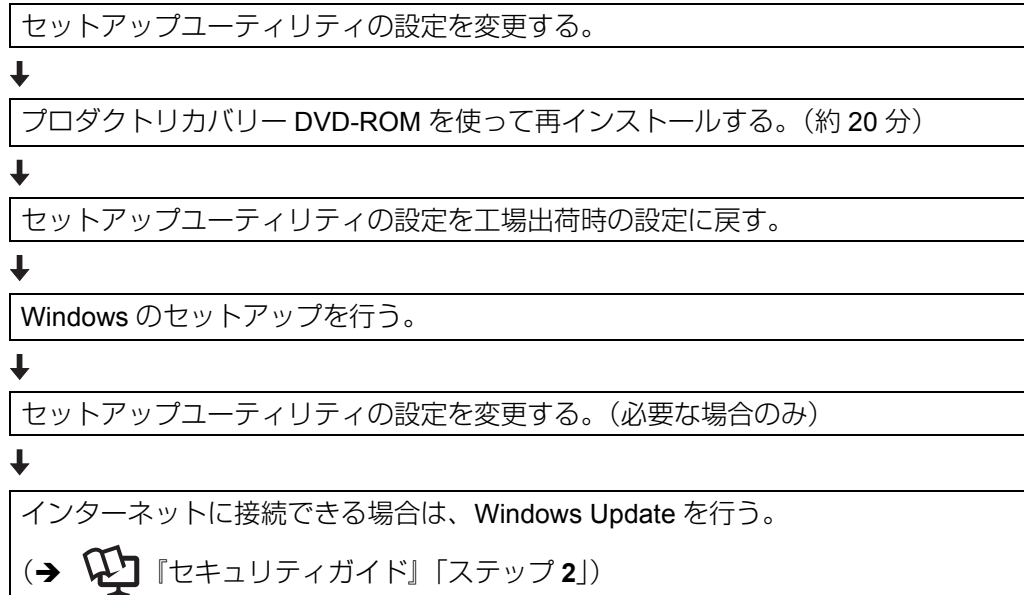 セットアップユーティリティの設定を変更する。
プロダクトリカバリー DVD-ROM を使って再インストールする。（約 20 分）
セットアップユーティリティの設定を工場出荷時の設定に戻す。
Windows のセットアップを行う。
セットアップユーティリティの設定を変更する。（必要な場合のみ）
インターネットに接続できる場合は、Windows Update を行う。
（➔ 『セキュリティガイド』「ステップ 2」）